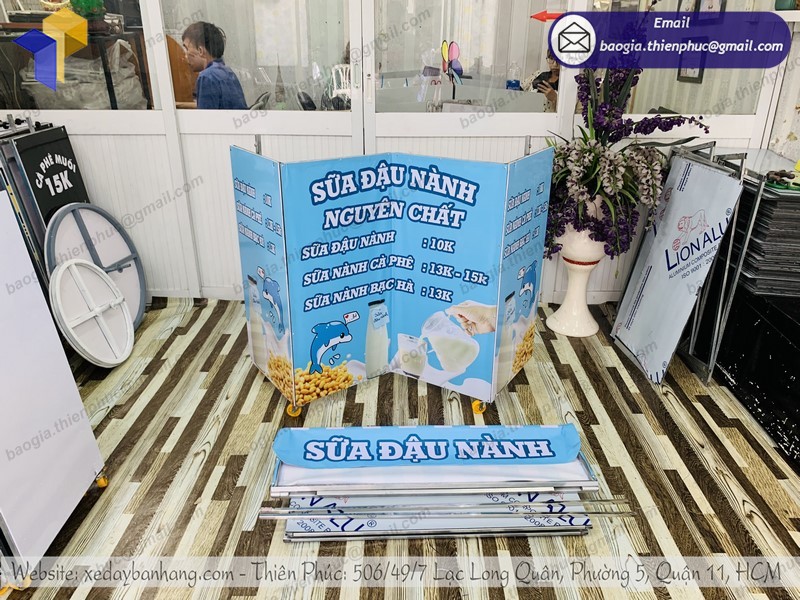 Email
baogia.thienphuc@gmail.com
CÀ PHÊ MUỐI
15K
SỮA ĐẬU NÀNH
NGUYÊN CHẤT
SỮA ĐẬU NÀNH : 10K
SỮA NÀNH CÀ PHÊ : 13K - 15k
SỮA NÀNH BẠC HÀ : 13K
LION'ALU
ALUMINIUM COMPOSITE
SỮA ĐẬU NÀNH
Website: xedaybanhang.com - Thiên Phúc: 506/49/7 Lạc Long Quân, Phường 5, Quận 11, HCM